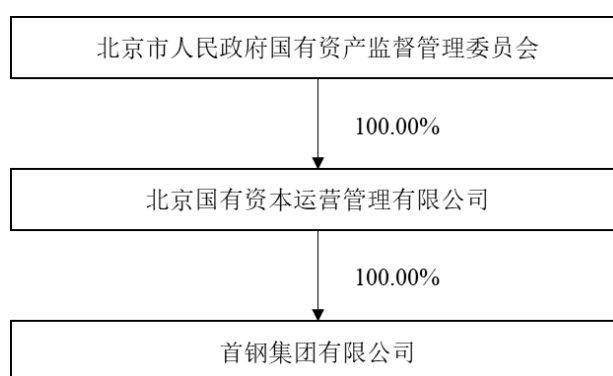 北京市人民政府国有资产监督管理委员会
100.00%
北京国有资本运营管理有限公司
100.00%
首钢集团有限公司